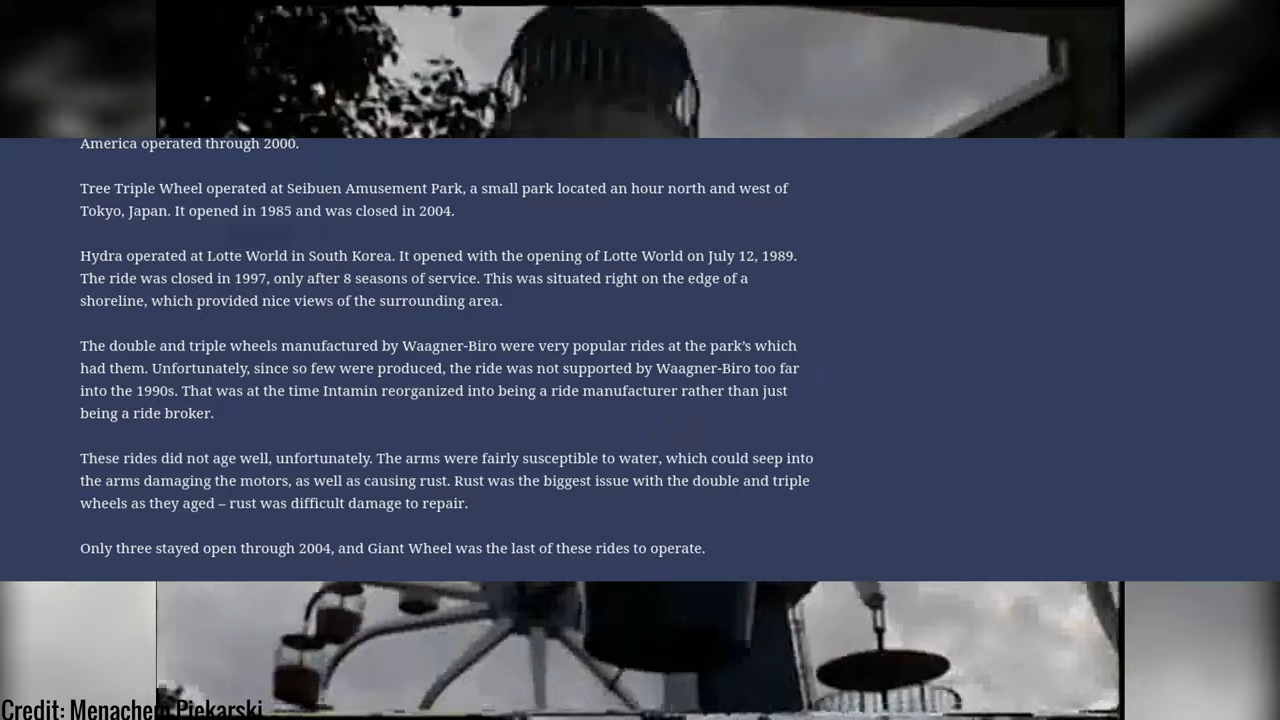 America operated through 2000.
Tree Triple Wheel operated at Seibuen Amusement Park, a small park located an hour north and west of
Tokyo, Japan. It opened in 1985 and was closed in 2004.
Hydra operated at Lotte World in South Korea. It opened with the opening of Lotte World on July 12, 1989.
The ride was closed in 1997, only after 8 seasons of service. This was situated right on the edge of a
shoreline, which provided nice views of the surrounding area.
The double and triple wheels manufactured by Waagner-Biro were very popular rides at the park’s which
had them. Unfortunately, since so few were produced, the ride was not supported by Waagner-Biro too far
into the 1990s. That was at the time Intamin reorganized into being a ride manufacturer rather than just
being a ride broker.
These rides did not age well, unfortunately. The arms were fairly susceptible to water, which could seep into
the arms damaging the motors, as well as causing rust. Rust was the biggest issue with the double and triple
wheels as they aged – rust was difficult damage to repair.
Only three stayed open through 2004, and Giant Wheel was the last of these rides to operate.
Credit: Menachem Piekarski